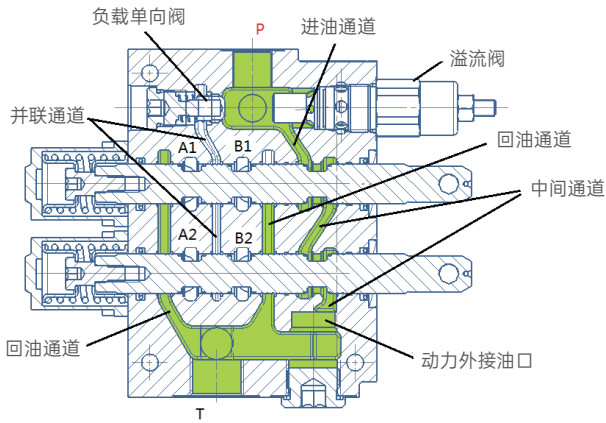 负载单向阀
P
进油通道
溢流阀
并联通道
A1
B1
回油通道
中间通道
A2
B2
回油通道
动力外接油口
T